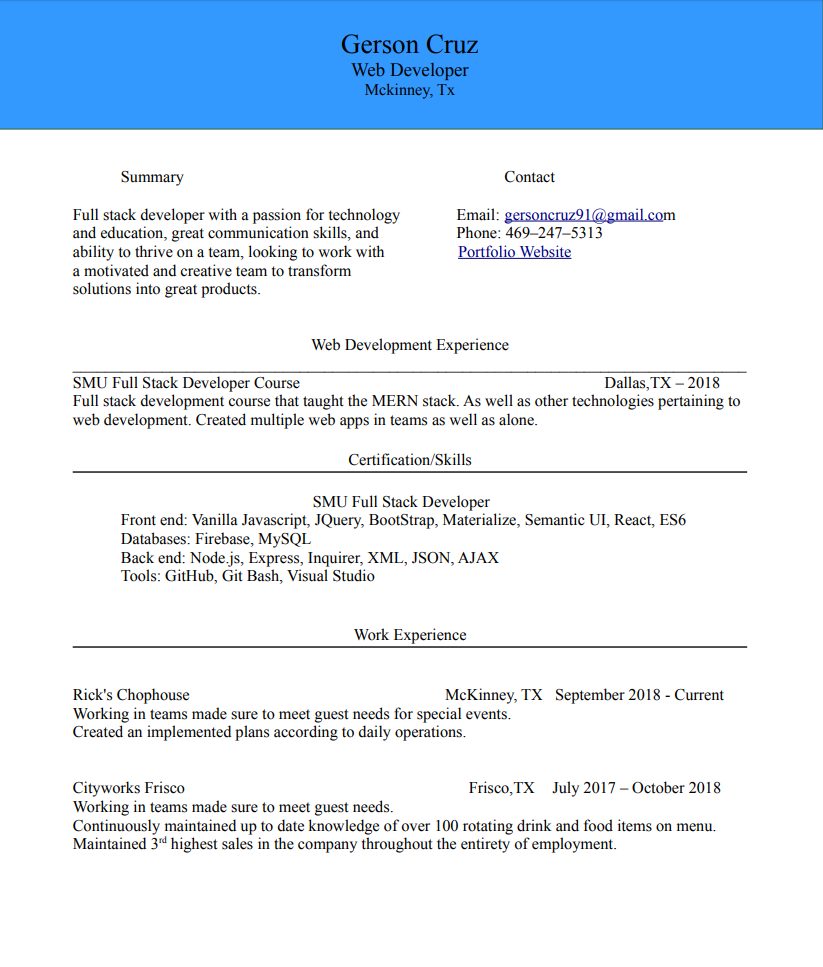 Gerson Cruz
Web Developer
Mckinney, Tx
Summary
Full stack developer with a passion for technology
and education, great communication skills, and
ability to thrive on a team, looking to work with
a motivated and creative team to transform
solutions into great products.
Contact
Email: gersoncruz91@gmail.com
Phone: 469–247–5313
Portfolio Website
Web Development Experience
SMU Full Stack Developer Course Dallas,TX – 2018
Full stack development course that taught the MERN stack. As well as other technologies pertaining to
web development. Created multiple web apps in teams as well as alone.
Certification/Skills
SMU Full Stack Developer
Front end: Vanilla Javascript, JQuery, BootStrap, Materialize, Semantic UI, React, ES6
Databases: Firebase, MySQL
Back end: Node.js, Express, Inquirer, XML, JSON, AJAX
Tools: GitHub, Git Bash, Visual Studio
Work Experience
Rick's Chophouse McKinney, TX September 2018 - Current
Working in teams made sure to meet guest needs for special events.
Created an implemented plans according to daily operations.
Cityworks Frisco Frisco,TX July 2017 – October 2018
Working in teams made sure to meet guest needs.
Continuously maintained up to date knowledge of over 100 rotating drink and food items on menu.
Maintained 3rd highest sales in the company throughout the entirety of employment.